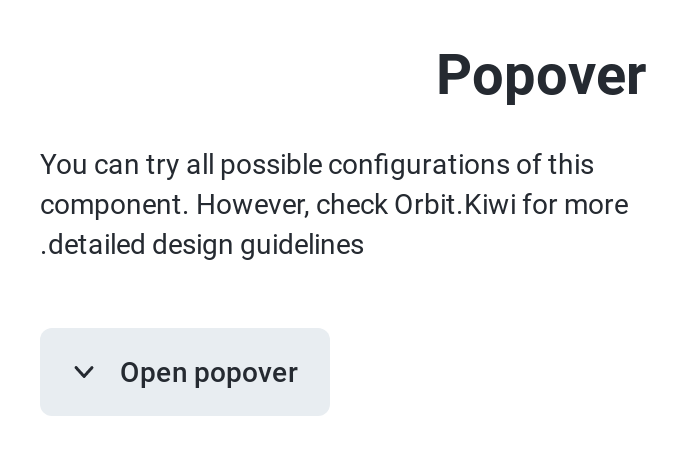 Popover
You can try all possible configurations of this
component. However, check Orbit.Kiwi for more
.detailed design guidelines
Open popover